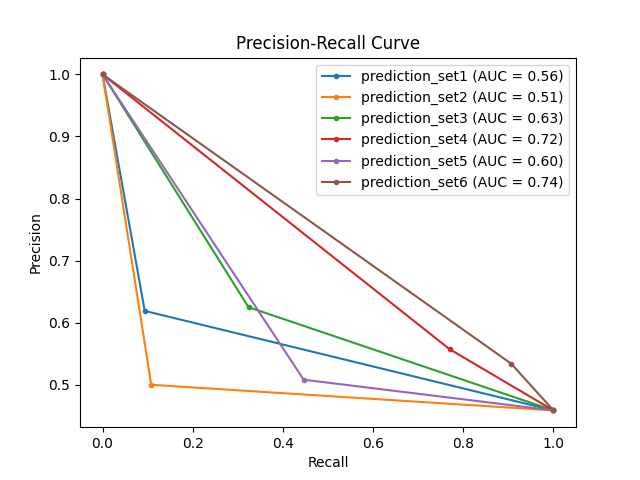 Precision-Recall Curve
prediction_set1 (AUC = 0.56)
prediction_set2 (AUC = 0.51)
prediction_set3 (AUC = 0.63)
prediction_set4 (AUC = 0.72)
prediction_set5 (AUC = 0.60)
prediction_set6 (AUC = 0.74)
Precision
1.0
0.9
0.8
0.7
0.6
0.5
0.0 0.2 0.4 0.6 0.8 1.0
Recall